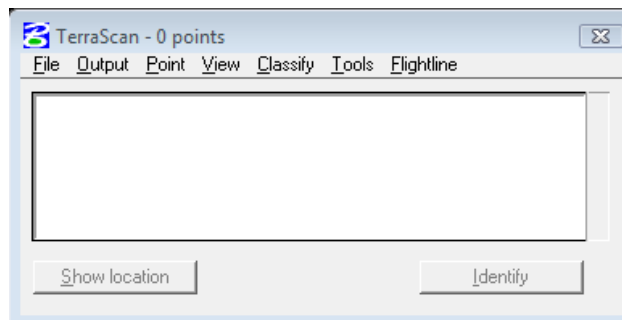 TerraScan - 0 points
File Output Point View Classify Tools Flightline
Show location Identify